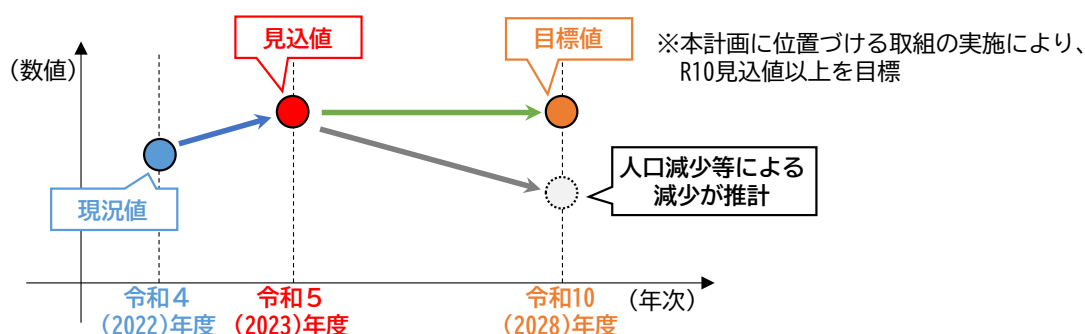 見込値
目標値
※本計画に位置づける取組の実施により、
R10見込値以上を目標
(数値)
人口減少等による
減少が推計
現況値
令和4
(2022)年度
令和5
(2023)年度
令和10
(2028)年度
(年次)